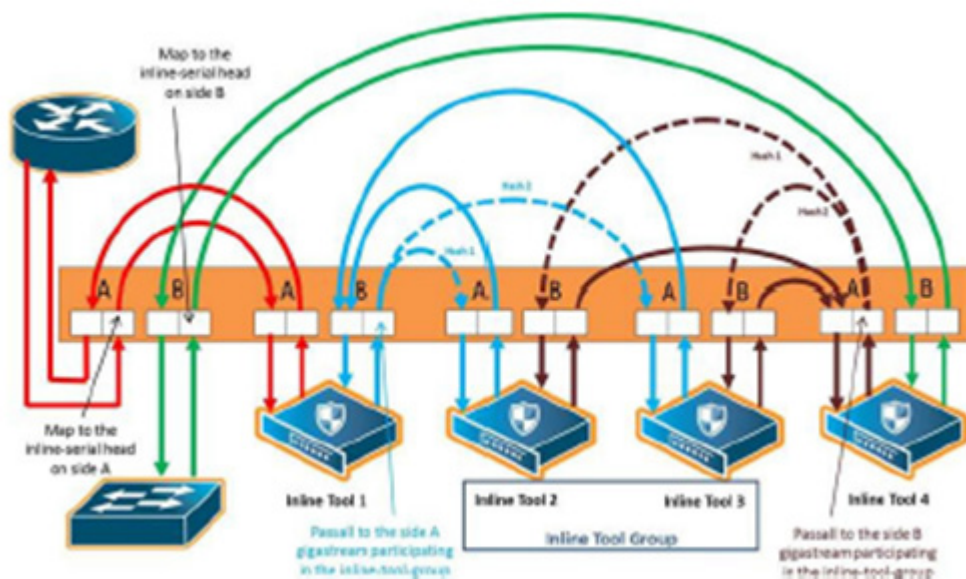 Map to the
inline-serial head
on side B
Hash 1
Hash 2
Hash 2
Hash 1
A
B
A
B
A
B
A
B
A
B
Map to the
inline-serial head
on side A
Inline Tool 1
Inline Tool 2
Inline Tool 3
Inline Tool 4
Inline Tool Group
Passall to the side A
gigastream participating
in the inline-tool-group
Passall to the side B
gigastream participating
in the inline-tool-group